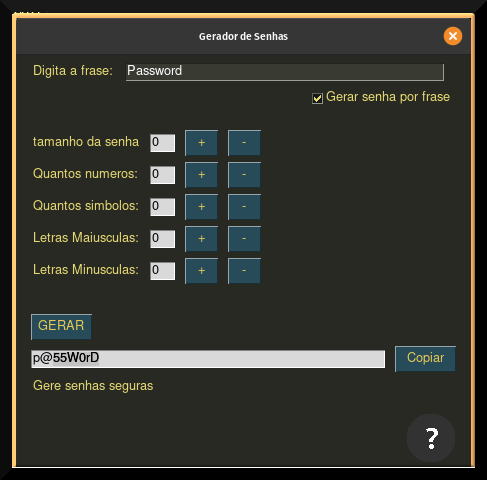 Gerador de Senhas
Digita a frase: Password
Gerar senha por frase
tamanho da senha 0 + -
Quantos numeros: 0 + -
Quantos simbolos: 0 + -
Letras Maiusculas: 0 + -
Letras Minusculas: 0 + -
GERAR
p@55W0rD Copiar
Gere senhas seguras
?